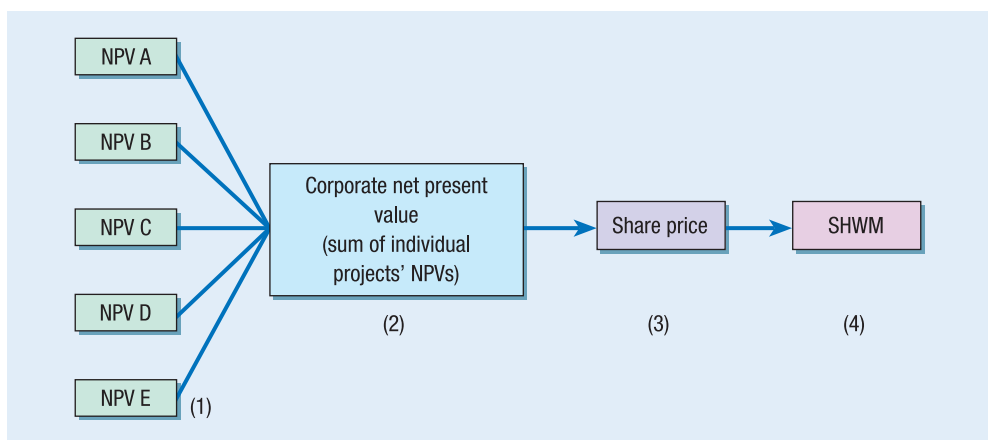 NPV A
NPV B
NPV C
NPV D
NPV E
(1)
Corporate net present
value
(sum of individual
projects' NPVs)
(2)
Share price
(3)
SHWM
(4)